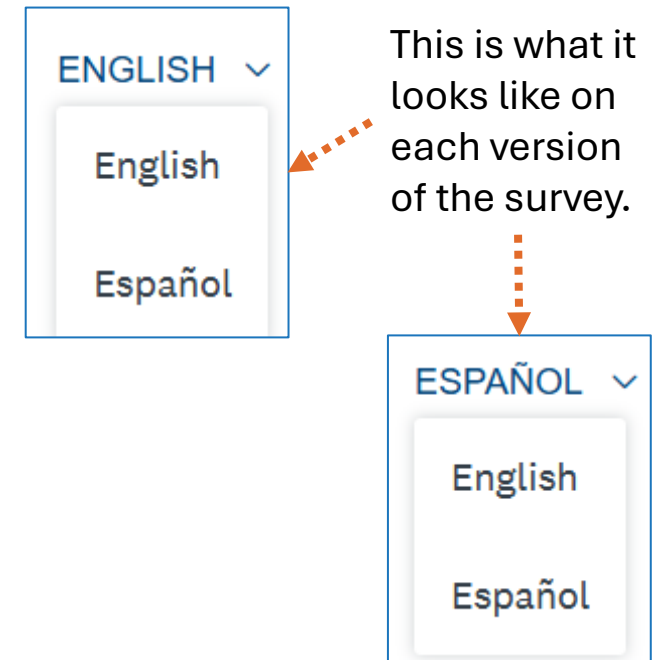 ENGLISH
English
Español
This is what it
looks like on
each version
of the survey.
ESPAÑOL
English
Español